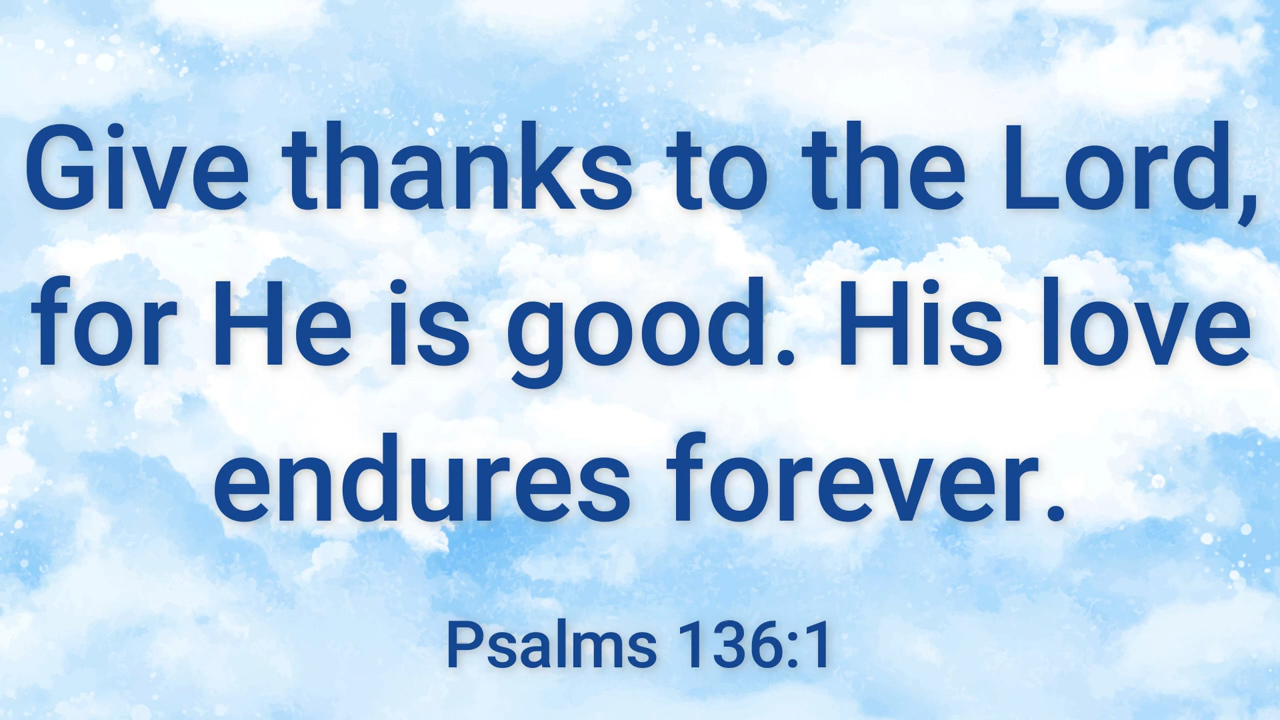 Give thanks to the Lord,
for He is good. His love
endures forever.
Psalms 136:1